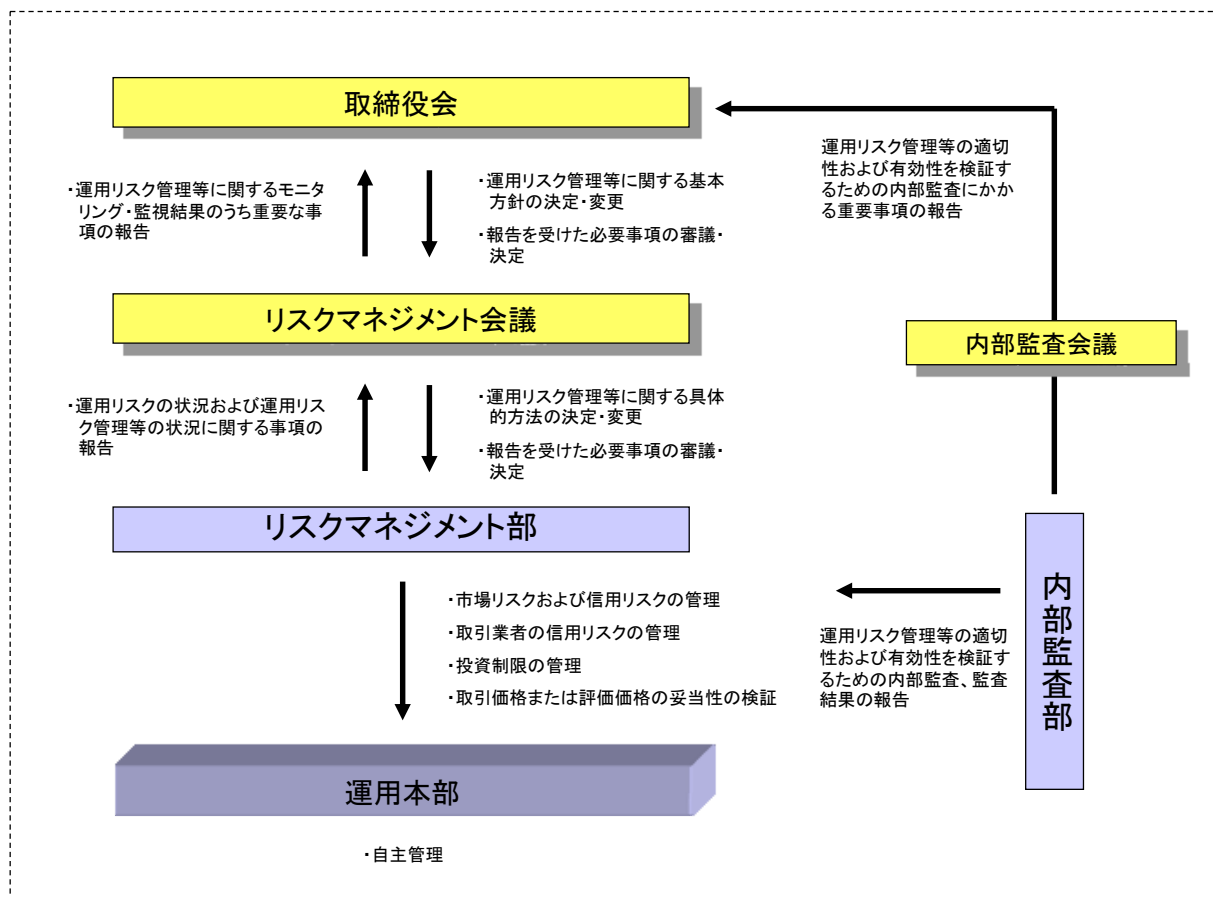 取締役会
・運用リスク管理等に関するモニ
タリング・監視結果のうち重要な事
項の報告
・運用リスク管理等に関する基本
方針の決定・変更
・報告を受けた必要事項の審議・
決定
運用リスク管理等の適切
性および有効性を検証す
るための内部監査にかか
る重要事項の報告
リスクマネジメント会議
内部監査会議
・運用リスクの状況および運用リス
ク管理等の状況に関する事項の
報告
・運用リスク管理等に関する具体
的方法の決定・変更
・報告を受けた必要事項の審議・
決定
リスクマネジメント部
・市場リスクおよび信用リスクの管理
・取引業者の信用リスクの管理
・投資制限の管理
・取引価格または評価価格の妥当性の検証
運用リスク管理等の適切
性および有効性を検証す
るための内部監査、監査
結果の報告
内部監査部
運用本部
・自主管理